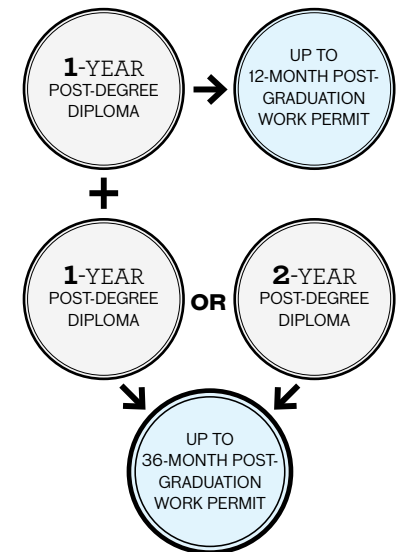 1-YEAR
POST-DEGREE
DIPLOMA
UP TO
12-MONTH POST-
GRADUATION
WORK PERMIT
+
1-YEAR
POST-DEGREE
DIPLOMA
OR
2-YEAR
POST-DEGREE
DIPLOMA
UP TO
36-MONTH POST-
GRADUATION
WORK PERMIT